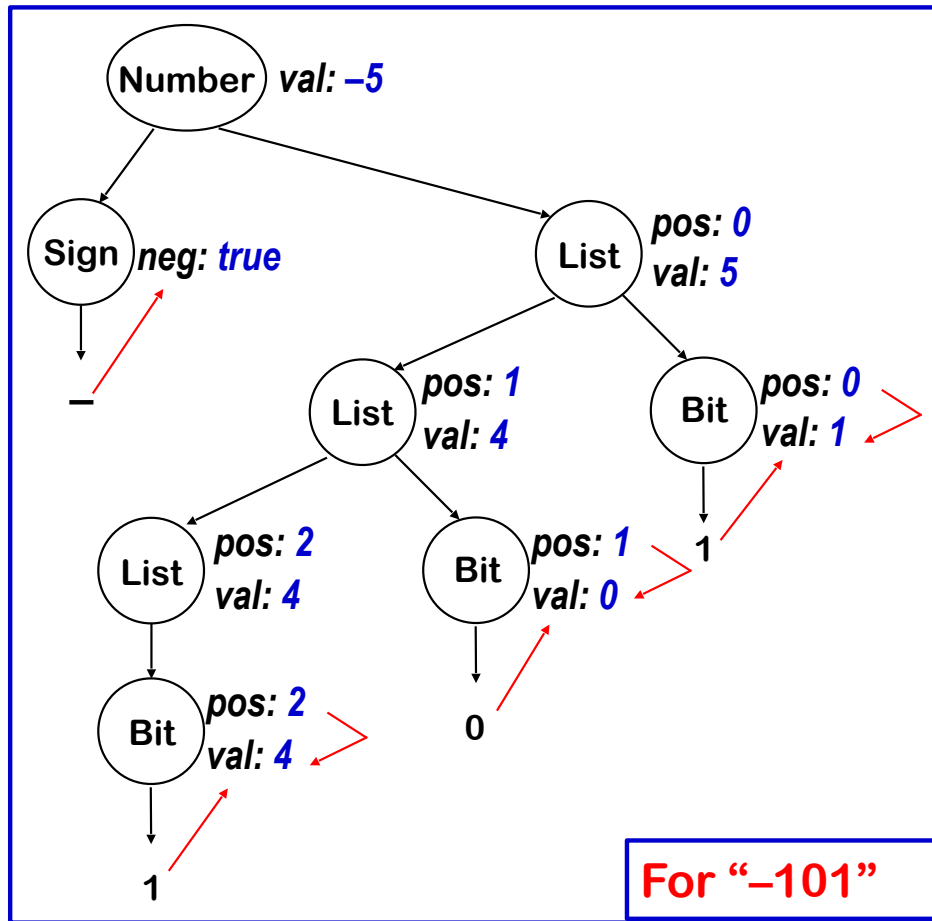 Number val: –5
Sign neg: true
List pos: 0
val: 5
–
List pos: 1
val: 4
Bit pos: 0
val: 1
List pos: 2
val: 4
Bit pos: 1
val: 0
1
Bit pos: 2
val: 4
0
1
For “–101”